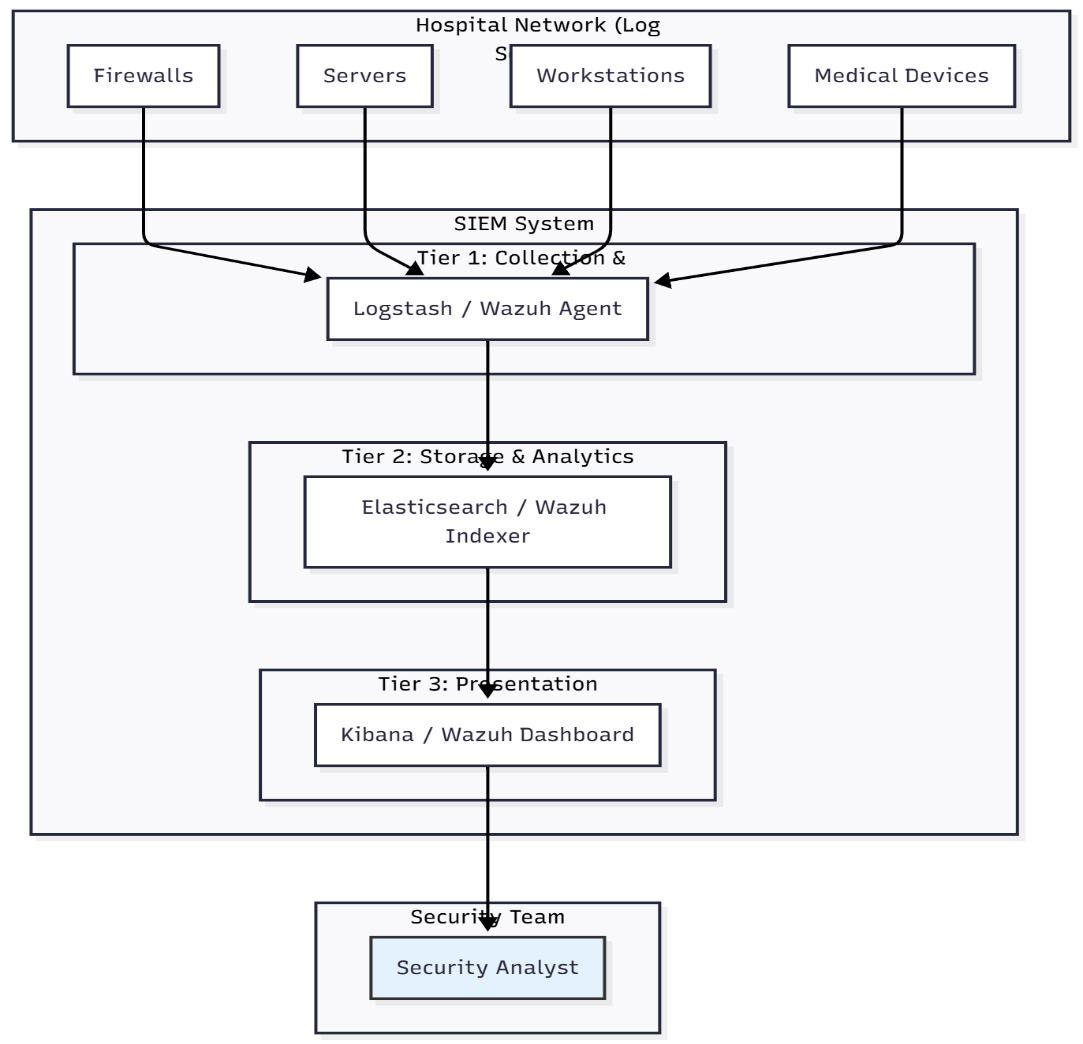 Hospital Network (Log
Firewalls
Servers
Workstations
Medical Devices
SIEM System
Tier 1: Collection &
Logstash / Wazuh Agent
Tier 2: Storage & Analytics
Elasticsearch / Wazuh
Indexer
Tier 3: Presentation
Kibana / Wazuh Dashboard
Security Team
Security Analyst